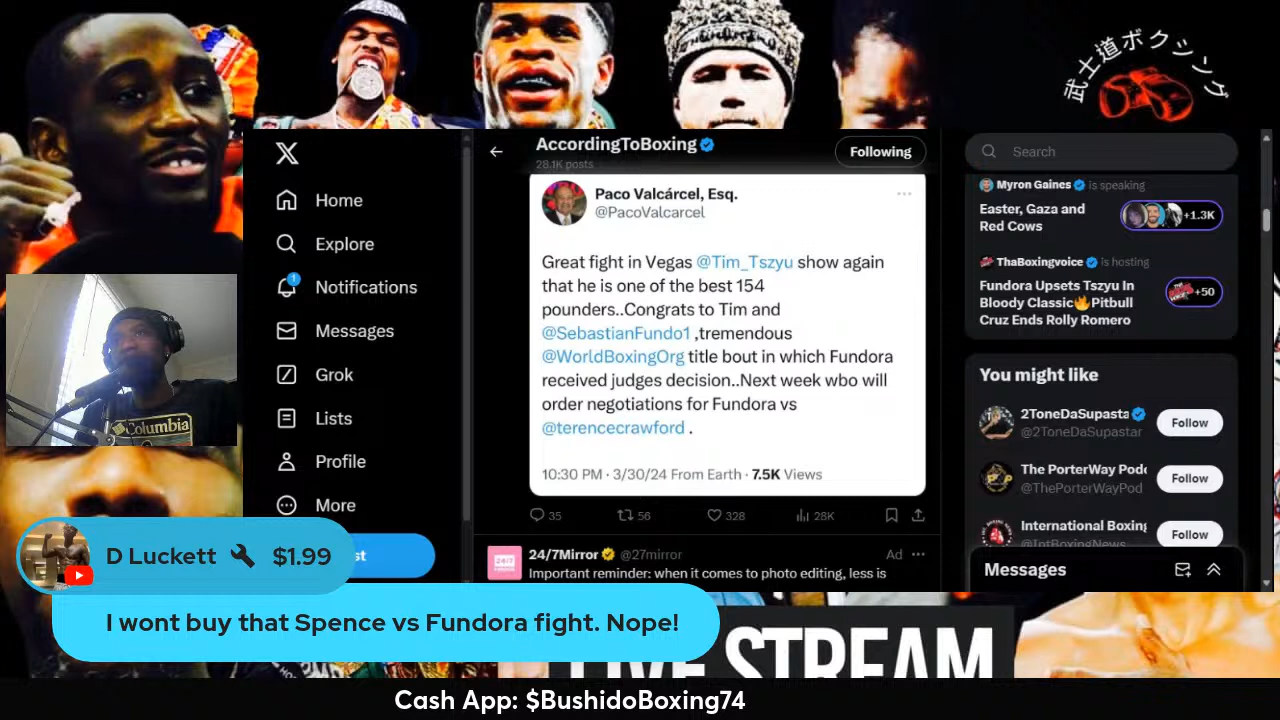 武士道ボクシング
AccordingToBoxing
28.1K posts
Following
Search
Home
Explore
1
Notifications
Messages
Grok
Lists
Profile
More
Paco Valcárcel, Esq.
@PacoValcarcel
Great fight in Vegas @Tim_Tszyu show again
that he is one of the best 154
pounders..Congrats to Tim and
@SebastianFundo1 ,tremendous
@WorldBoxingOrg title bout in which Fundora
received judges decision..Next week wbo will
order negotiations for Fundora vs
@terencecrawford .
10:30 PM · 3/30/24 From Earth · 7.5K Views
35
56
328
28K
24/7
24/7Mirror @27mirror
Ad
Important reminder: when it comes to photo editing, less is
Myron Gaines is speaking
Easter, Gaza and
Red Cows
+1.3K
ThaBoxingvoice is hosting
Fundora Upsets Tszyu In
Bloody Classic🔥Pitbull
Cruz Ends Rolly Romero
+50
You might like
2ToneDaSupasta
@2ToneDaSupastar
Follow
The PorterWay Pod
@ThePorterWayPod
Follow
International Boxing
@IntBoxingNews
Follow
Messages
Columbia
D Luckett $1.99
st
I wont buy that Spence vs Fundora fight. Nope!
LIVE STREAM
Cash App: $BushidoBoxing74